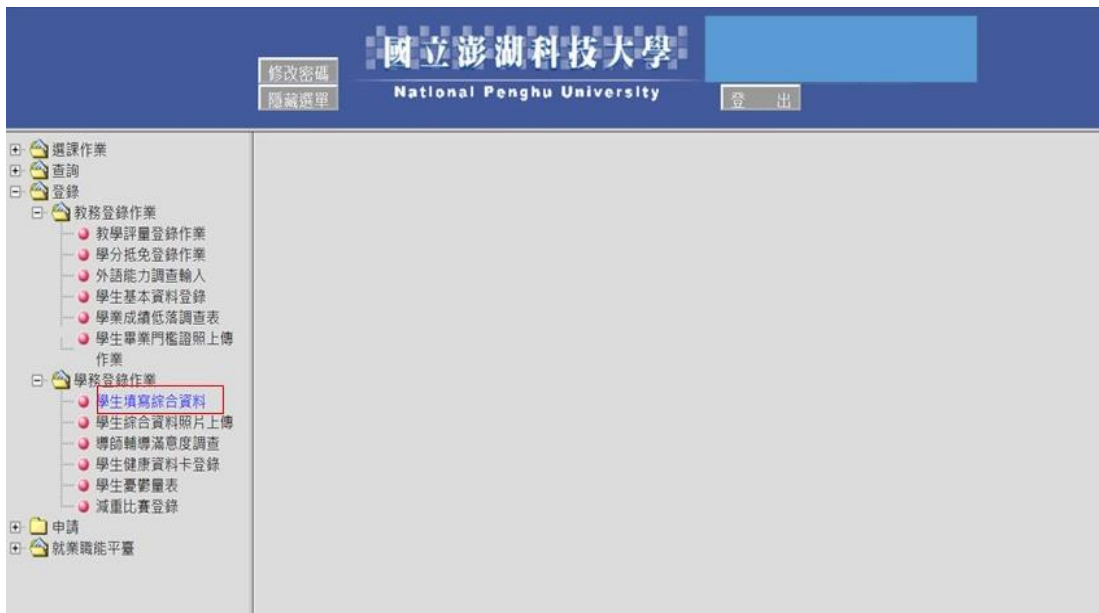 國立澎湖科技大學
National Penghu University
修改密碼
隱藏選單
登 出
選課作業
查詢
登錄
教務登錄作業
教學評量登錄作業
學分抵免登錄作業
外語能力調查輸人
學生基本資料登錄
學業成績低落調查表
學生畢業門檻證照上傳
作業
學務登錄作業
學生填寫綜合資料
學生綜合資料照片上傳
導師輔導滿意度調查
學生健康資料卡登錄
學生憂鬱量表
減重比賽登錄
申請
就業職能平臺